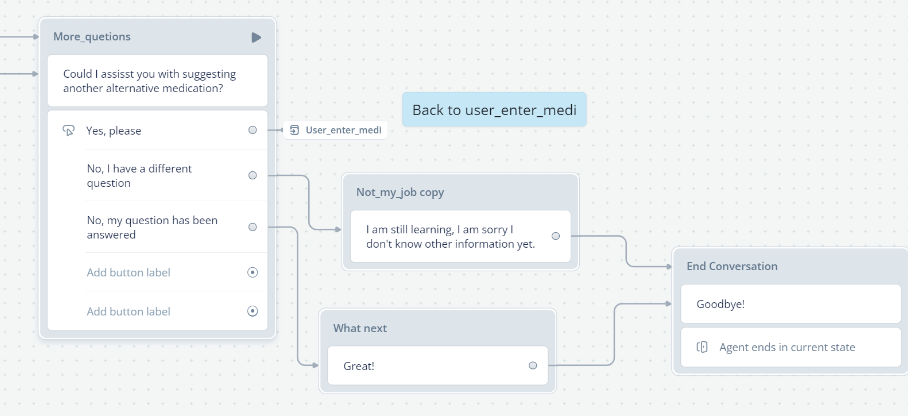 More_quetions
Could I assisst you with suggesting
another alternative medication?
Yes, please
User_enter_medi
Back to user_enter_medi
No, I have a different
question
No, my question has been
answered
Add button label
Add button label
Not_my_job copy
I am still learning, I am sorry I
don't know other information yet.
What next
Great!
End Conversation
Goodbye!
Agent ends in current state